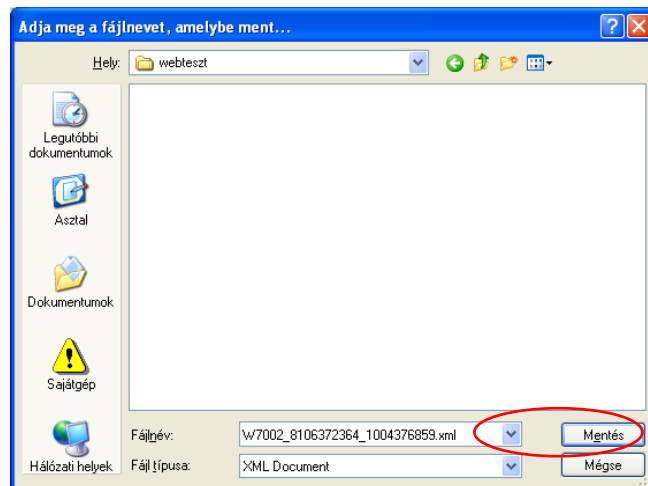 Adja meg a fájlnevet, amelybe ment...
Hely:
webteszt
Legutóbbi
dokumentumok
Asztal
Dokumentumok
Sajátgép
Hálózati helyek
Fájlnév:
W7002_8106372364_1004376859.xml
Mentés
Fájl típusa:
XML Document
Mégse